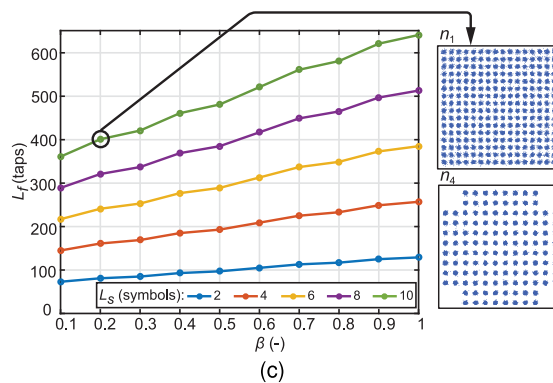 600
500
400
300
200
100
0
L_f (taps)
L_s (symbols): 2 4 6 8 10
0.1 0.2 0.3 0.4 0.5 0.6 0.7 0.8 0.9 1
β (-)
n_1
n_4
(c)